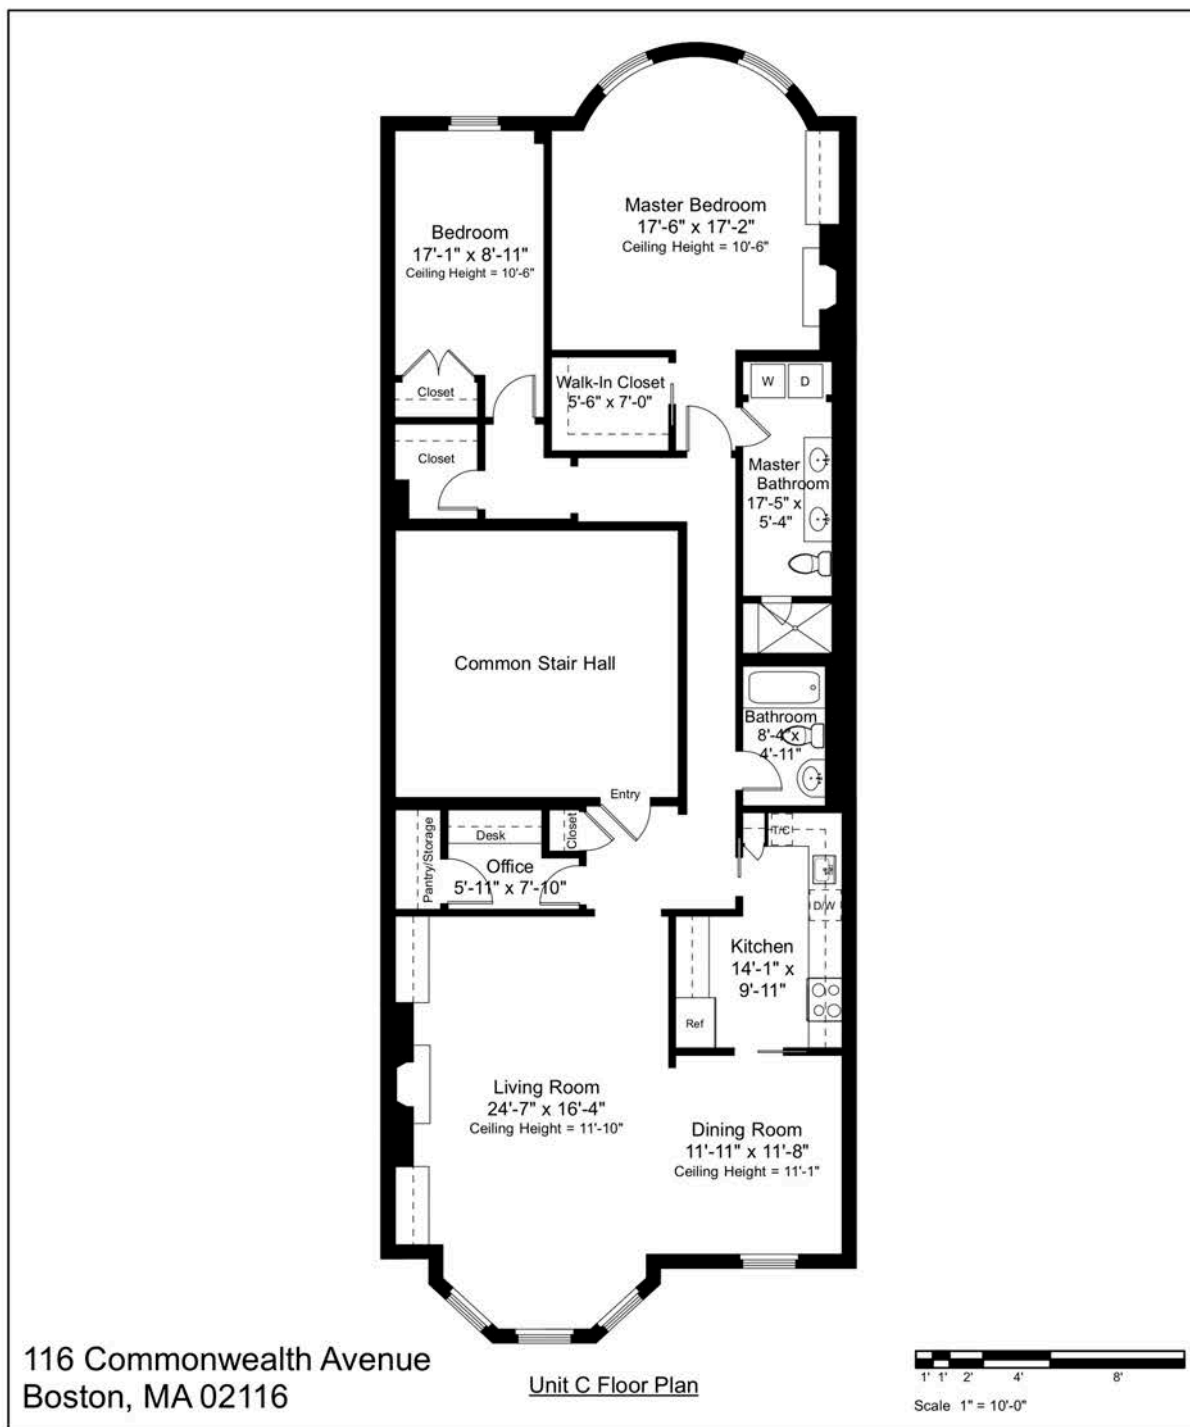 Master Bedroom
17'-6" x 17'-2"
Ceiling Height = 10'-6"
Bedroom
17'-1" x 8'-11"
Ceiling Height = 10'-6"
Closet
Walk-In Closet
5'-6" x 7'-0"
W
D
Closet
Master
Bathroom
17'-5" x
5'-4"
Common Stair Hall
Bathroom
8'-4" x
4'-11"
Entry
Pantry/Storage
Desk
Closet
Office
5'-11" x 7'-10"
T/C
D/W
Kitchen
14'-1" x
9'-11"
Ref
Living Room
24'-7" x 16'-4"
Ceiling Height = 11'-10"
Dining Room
11'-11" x 11'-8"
Ceiling Height = 11'-1"
116 Commonwealth Avenue
Boston, MA 02116
Unit C Floor Plan
1' 1' 2' 4' 8'
Scale 1" = 10'-0"